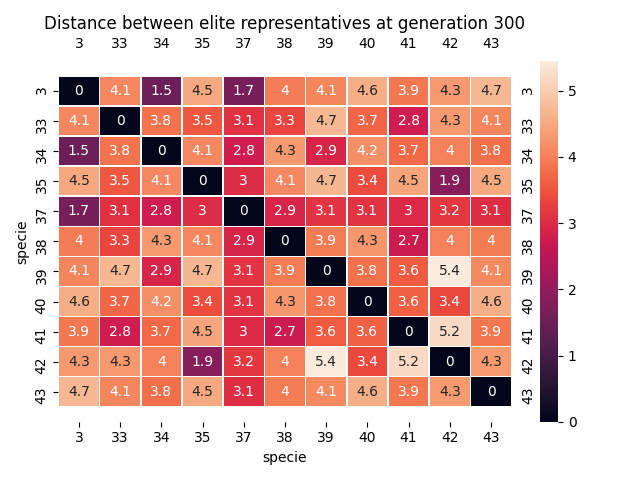 Distance between elite representatives at generation 300
3 33 34 35 37 38 39 40 41 42 43
3 0 4.1 1.5 4.5 1.7 4 4.1 4.6 3.9 4.3 4.7 3
33 4.1 0 3.8 3.5 3.1 3.3 4.7 3.7 2.8 4.3 4.1 33
34 1.5 3.8 0 4.1 2.8 4.3 2.9 4.2 3.7 4 3.8 34
35 4.5 3.5 4.1 0 3 4.1 4.7 3.4 4.5 1.9 4.5 35
37 1.7 3.1 2.8 3 0 2.9 3.1 3.1 3 3.2 3.1 37
38 4 3.3 4.3 4.1 2.9 0 3.9 4.3 2.7 4 4 38
39 4.1 4.7 2.9 4.7 3.1 3.9 0 3.8 3.6 5.4 4.1 39
40 4.6 3.7 4.2 3.4 3.1 4.3 3.8 0 3.6 3.4 4.6 40
41 3.9 2.8 3.7 4.5 3 2.7 3.6 3.6 0 5.2 3.9 41
42 4.3 4.3 4 1.9 3.2 4 5.4 3.4 5.2 0 4.3 42
43 4.7 4.1 3.8 4.5 3.1 4 4.1 4.6 3.9 4.3 0 43
3 33 34 35 37 38 39 40 41 42 43
specie
specie
5
4
3
2
1
0